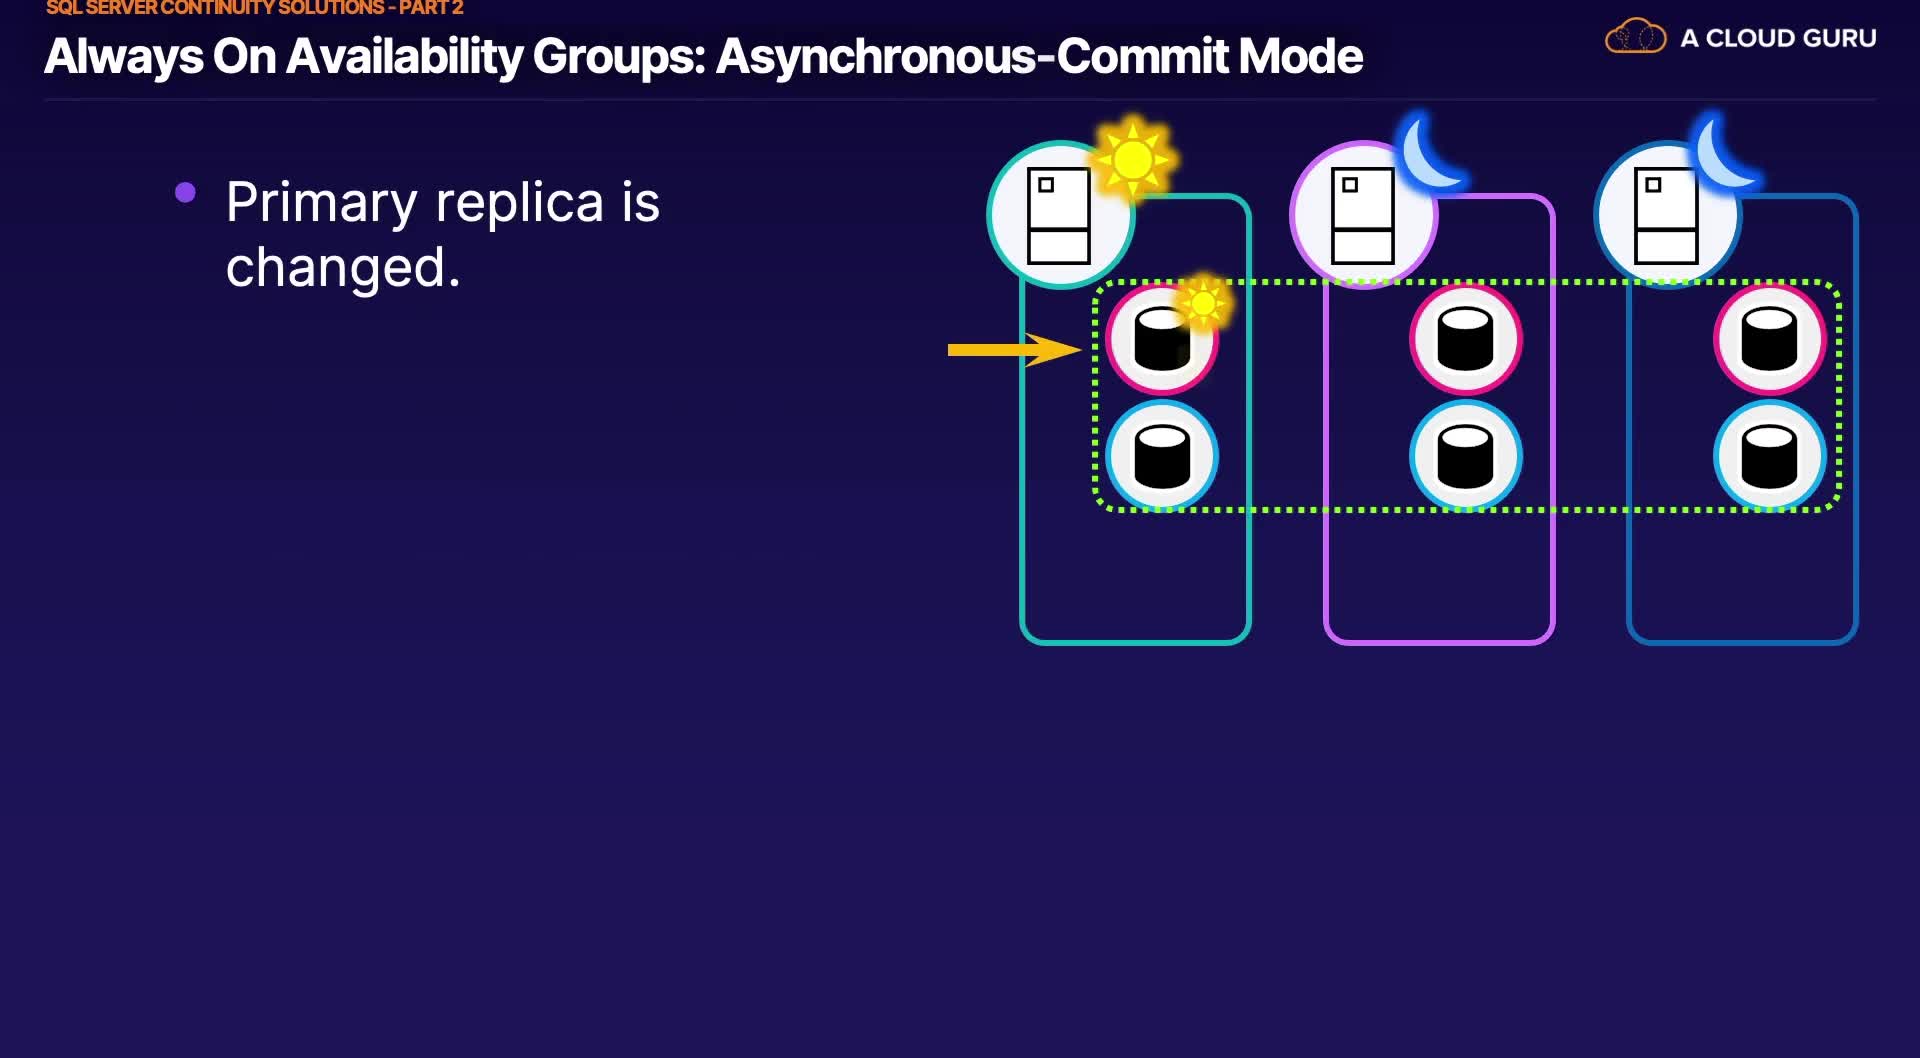 SQL SERVER CONTINUITY SOLUTIONS - PART 2
Always On Availability Groups: Asynchronous-Commit Mode
A CLOUD GURU
Primary replica is
changed.